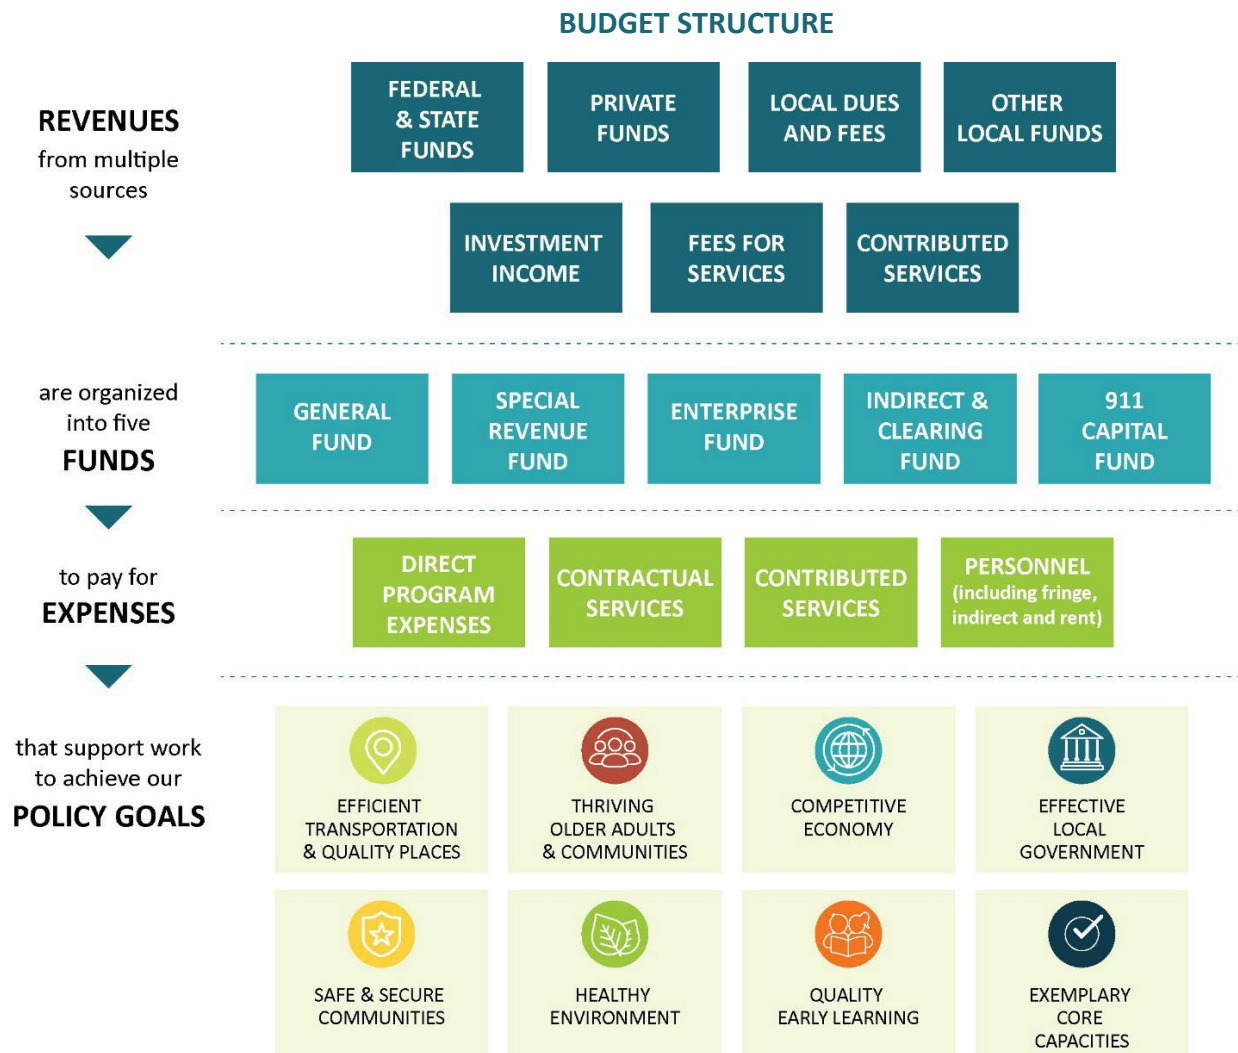 BUDGET STRUCTURE
REVENUES
from multiple
sources
FEDERAL
& STATE
FUNDS
PRIVATE
FUNDS
LOCAL DUES
AND FEES
OTHER
LOCAL FUNDS
INVESTMENT
INCOME
FEES FOR
SERVICES
CONTRIBUTED
SERVICES
are organized
into five
FUNDS
GENERAL
FUND
SPECIAL
REVENUE
FUND
ENTERPRISE
FUND
INDIRECT &
CLEARING
FUND
911
CAPITAL
FUND
to pay for
EXPENSES
DIRECT
PROGRAM
EXPENSES
CONTRACTUAL
SERVICES
CONTRIBUTED
SERVICES
PERSONNEL
(including fringe,
indirect and rent)
that support work
to achieve our
POLICY GOALS
EFFICIENT
TRANSPORTATION
& QUALITY PLACES
THRIVING
OLDER ADULTS
& COMMUNITIES
COMPETITIVE
ECONOMY
EFFECTIVE
LOCAL
GOVERNMENT
SAFE & SECURE
COMMUNITIES
HEALTHY
ENVIRONMENT
QUALITY
EARLY LEARNING
EXEMPLARY
CORE
CAPACITIES